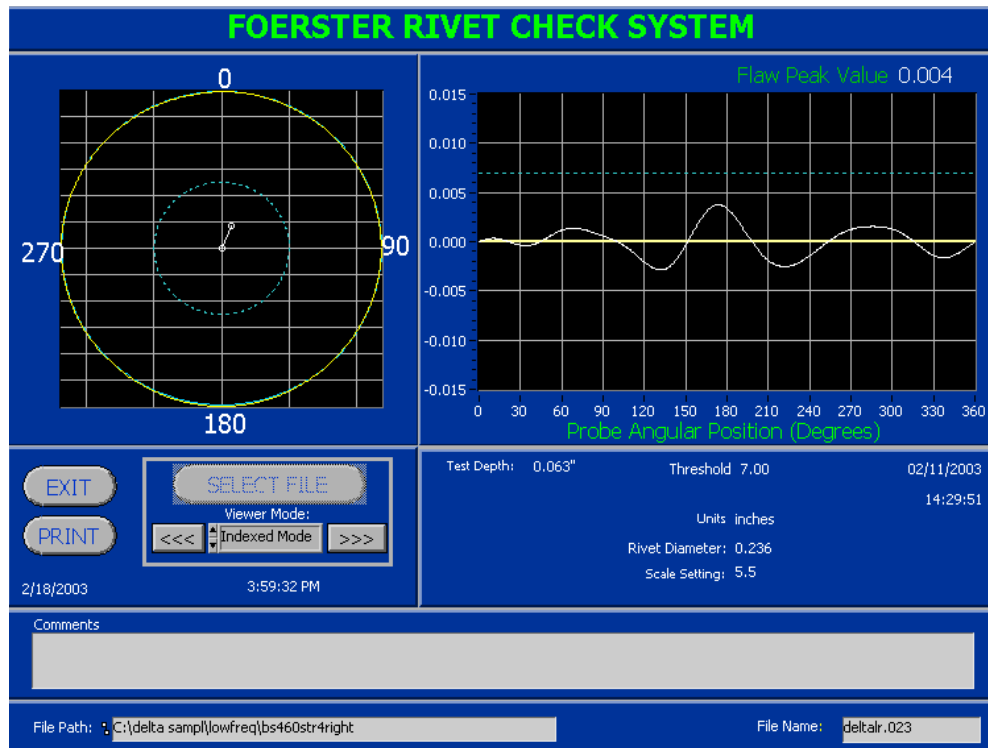 FOERSTER RIVET CHECK SYSTEM
0
270
90
180
Flaw Peak Value 0.004
0.015
0.010
0.005
0.000
-0.005
-0.010
-0.015
0 30 60 90 120 150 180 210 240 270 300 330 360
Probe Angular Position (Degrees)
EXIT
PRINT
SELECT FILE
Viewer Mode:
<<< Indexed Mode >>>
2/18/2003 3:59:32 PM
Test Depth: 0.063" Threshold 7.00 02/11/2003
14:29:51
Units inches
Rivet Diameter: 0.236
Scale Setting: 5.5
Comments
File Path: C:\delta sampl\lowfreq\bs460str4right
File Name: deltalr.023